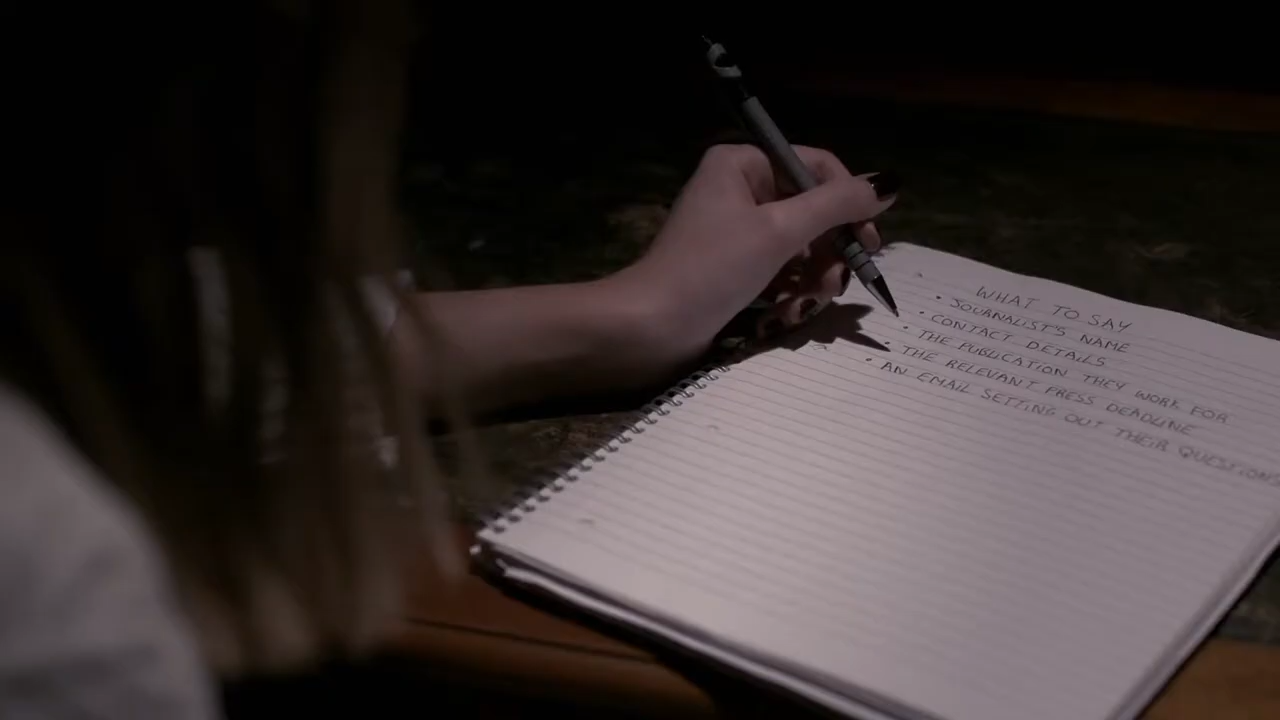 WHAT TO SAY
• JOURNALIST'S NAME
• CONTACT DETAILS
• THE PUBLICATION THEY WORK FOR
• THE RELEVANT PRESS DEADLINE
• AN EMAIL SETTING OUT THEIR QUESTIONS